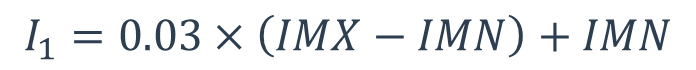 I₁ = 0.03 × (IMX − IMN) + IMN